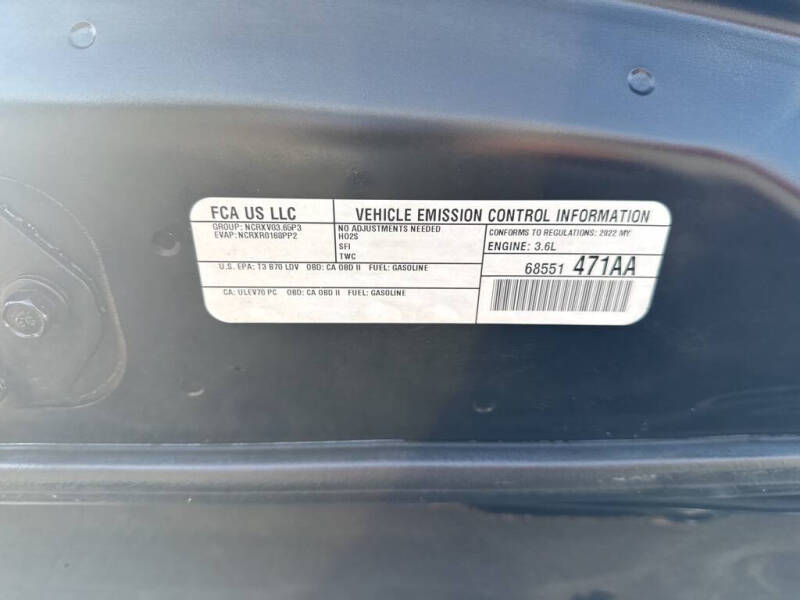 FCA US LLC
VEHICLE EMISSION CONTROL INFORMATION
GROUP: NCRXV03.65P3
EVAP: NCRXR0168PP2
NO ADJUSTMENTS NEEDED
HO2S
SFI
TWC
CONFORMS TO REGULATIONS: 2022 MY
ENGINE: 3.6L
U.S. EPA: T3 B70 LDV OBD: CA OBD II FUEL: GASOLINE
68551 471AA
CA: ULEV70 PC OBD: CA OBD II FUEL: GASOLINE